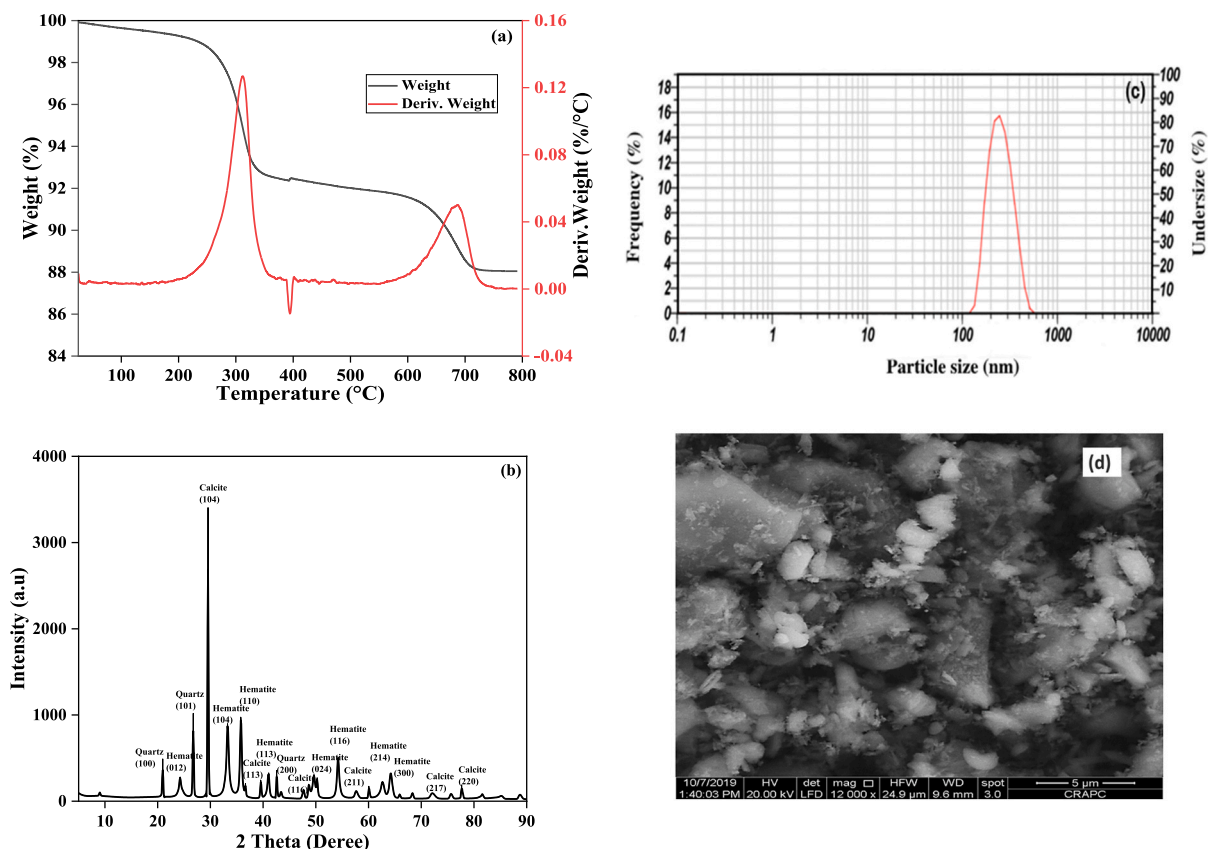 (a)
100
98
96
94
92
90
88
86
84
Weight (%)
Weight
Deriv. Weight
0.16
0.12
0.08
0.04
0.00
-0.04
Deriv.Weight (%/°C)
100 200 300 400 500 600 700 800
Temperature (°C)
(c)
18
16
14
12
10
8
6
4
2
0
Frequency (%)
100
90
80
70
60
50
40
30
20
10
Undersize (%)
0.1 1 10 100 1000 10000
Particle size (nm)
(b)
4000
3000
2000
1000
0
Intensity (a.u)
Calcite
(104)
Quartz
(101)
Hematite
(110)
Hematite
(104)
Quartz
(100)
Hematite
(012)
Calcite
(113)
Hematite
(113)
Quartz
(200)
Calcite
(116)
Hematite
(024)
Hematite
(116)
Calcite
(211)
Hematite
(214)
Hematite
(300)
Calcite
(217)
Calcite
(220)
10 20 30 40 50 60 70 80 90
2 Theta (Deree)
(d)
10/7/2019 HV det mag HFW WD spot 5 µm
1:40:03 PM 20.00 kV LFD 12 000 x 24.9 µm 9.6 mm 3.0 CRAPC